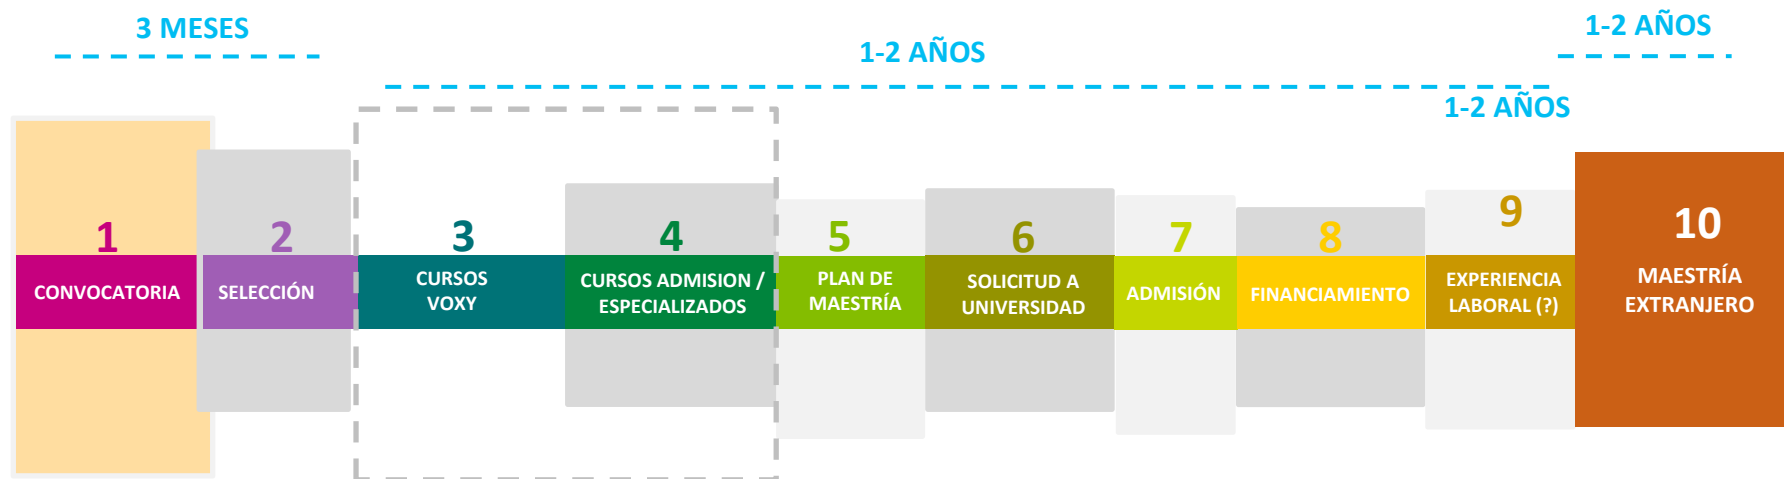 3 MESES
1-2 AÑOS
1-2 AÑOS
1-2 AÑOS
1
CONVOCATORIA
2
SELECCIÓN
3
CURSOS
VOXY
4
CURSOS ADMISION /
ESPECIALIZADOS
5
PLAN DE
MAESTRÍA
6
SOLICITUD A
UNIVERSIDAD
7
ADMISIÓN
8
FINANCIAMIENTO
9
EXPERIENCIA
LABORAL (?)
10
MAESTRÍA
EXTRANJERO